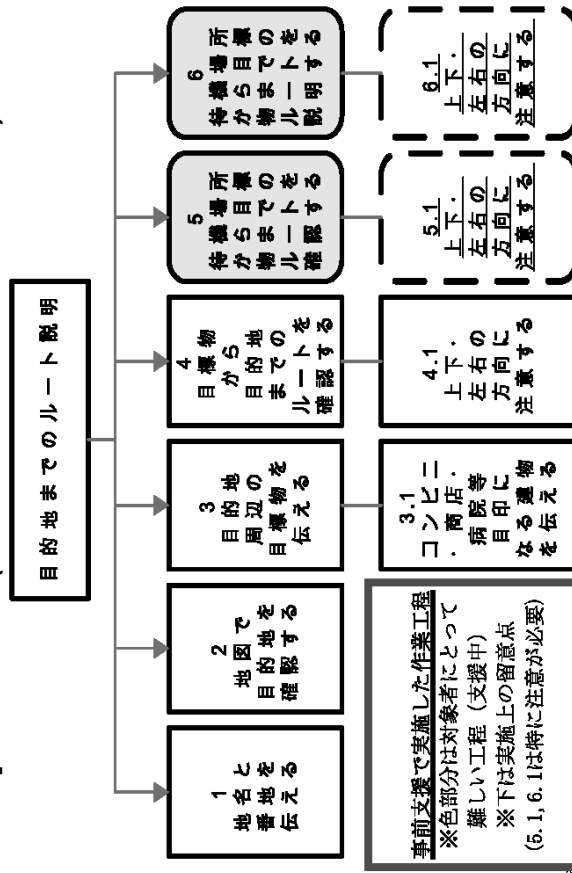 目的地までのルート説明
1
地名と
番地を
伝える
2
地図で
目的地を
確認する
3
目的地
周辺の
目標物を
伝える
4
目標物
から
目的地
までの
ルートを
確認する
5
待機場所
から目標
物までの
ルートを
確認する
6
待機場所
から目標
物までの
ルートを
説明する
3.1
コンビニ
・商店・
病院等
目印に
なる建物
を伝える
4.1
上下・
左右の
方向に
注意する
5.1
上下・
左右の
方向に
注意する
6.1
上下・
左右の
方向に
注意する
事前支援で実施した作業工程
※色部分は対象者にとって
難しい工程（支援中）
※下は実施上の留意点
(5.1,6.1は特に注意が必要)